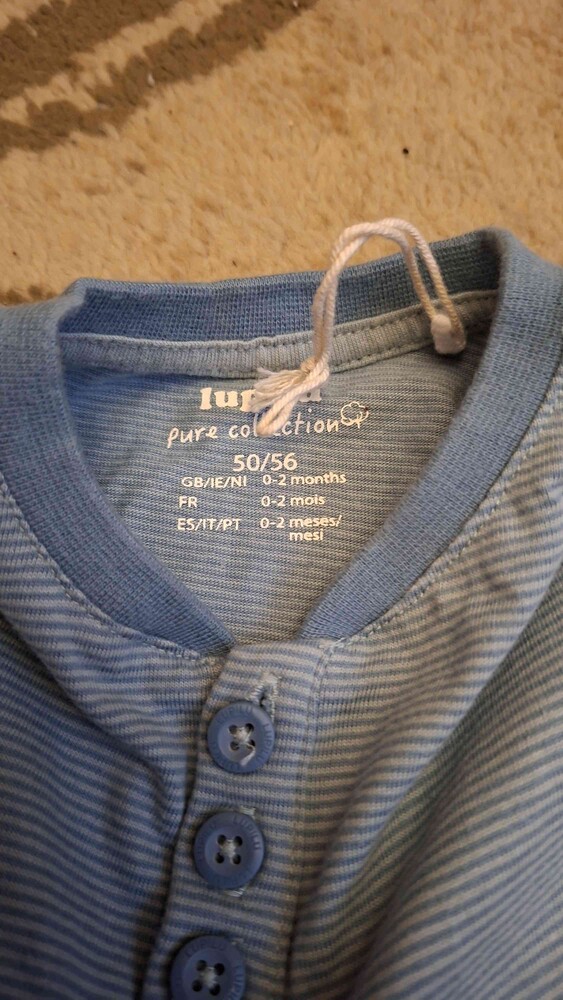 pure collection
50/56
GB/IE/NI 0-2 months
FR 0-2 mois
ES/IT/PT 0-2 meses/
mesi